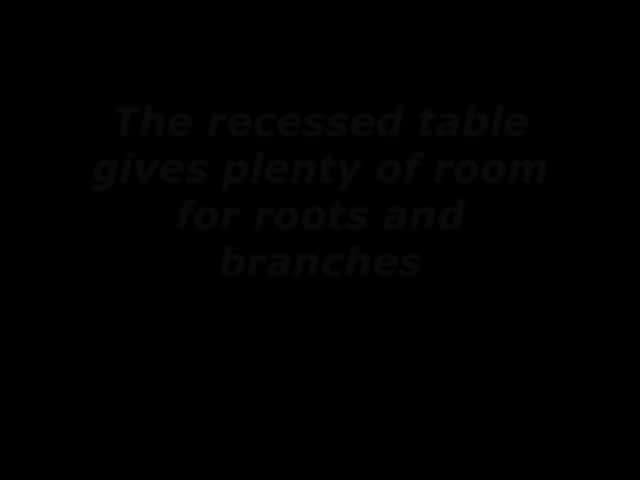 The recessed table
gives plenty of room
for roots and
branches